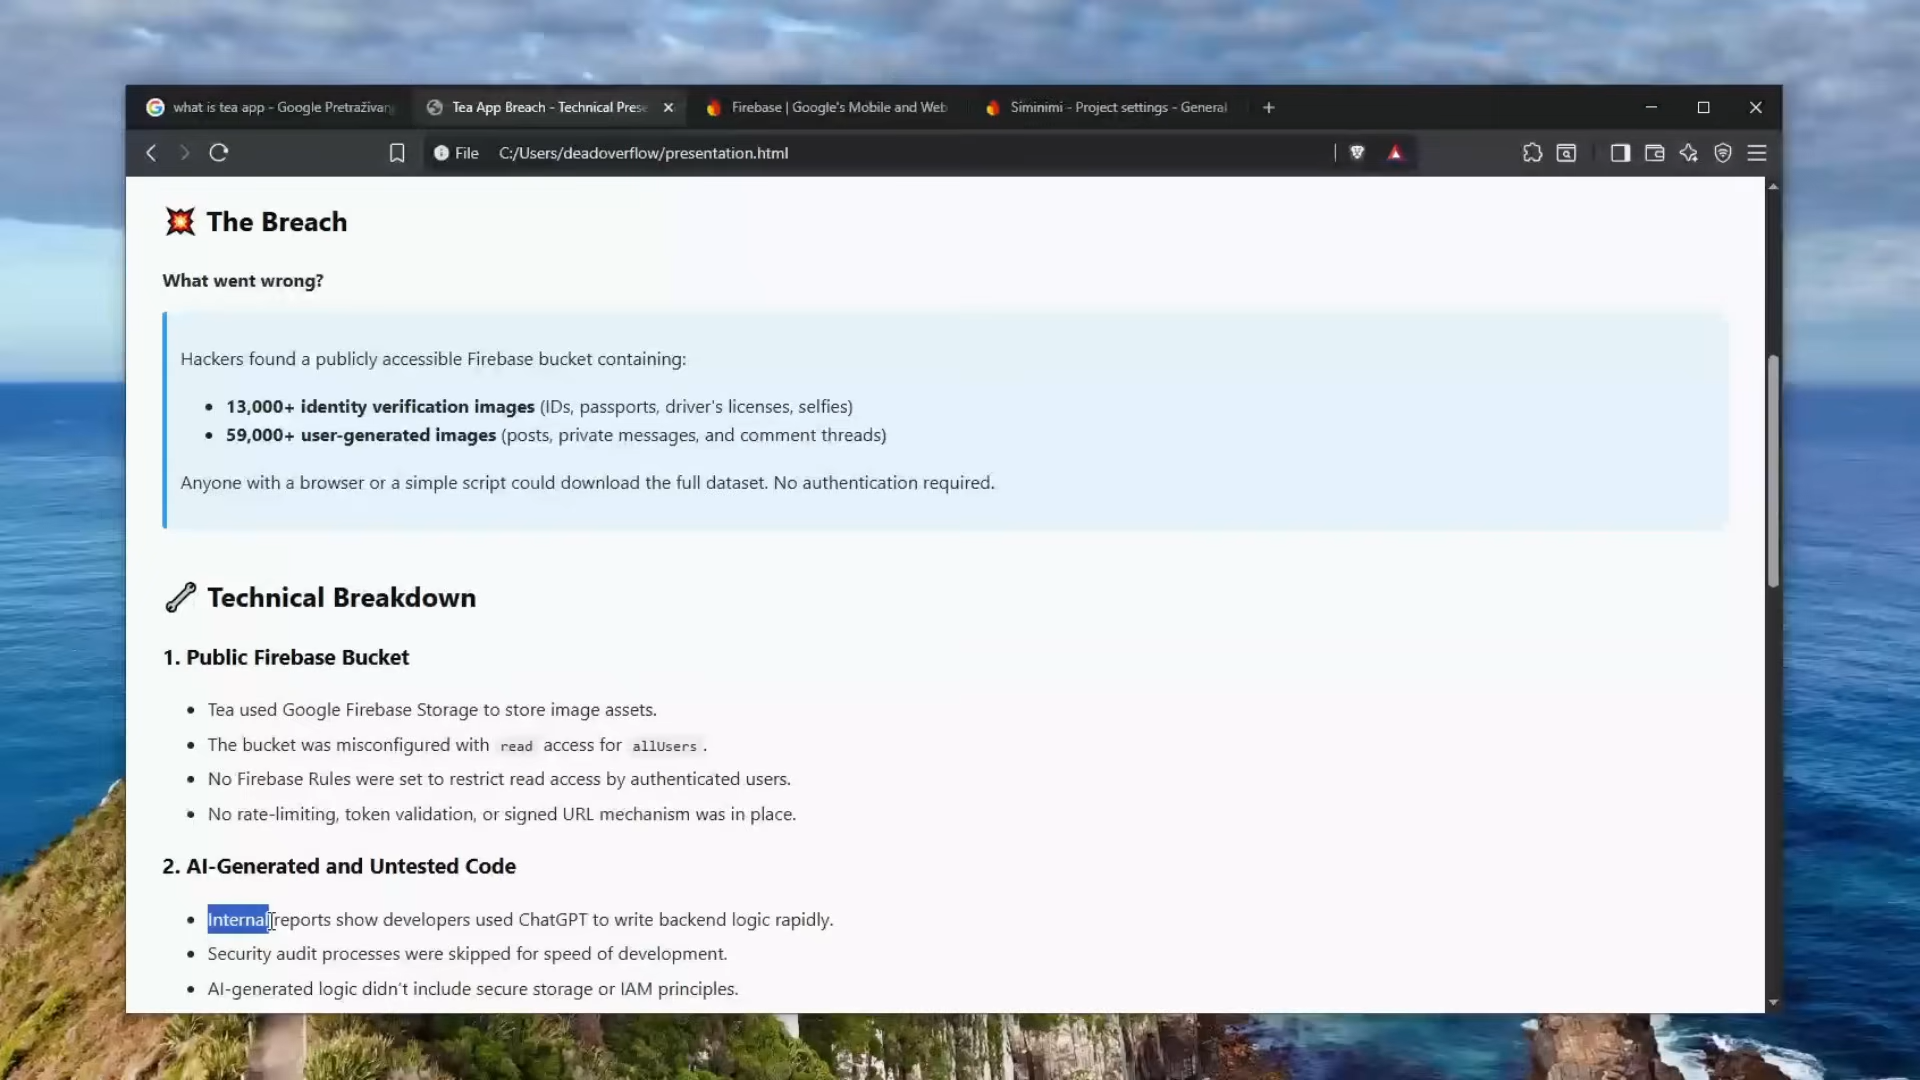 what is tea app - Google Pretraživan
Tea App Breach - Technical Prese
Firebase | Google's Mobile and Web
Siminimi - Project settings - General
File C:/Users/deadoverflow/presentation.html
💥 The Breach
What went wrong?
Hackers found a publicly accessible Firebase bucket containing:
• 13,000+ identity verification images (IDs, passports, driver's licenses, selfies)
• 59,000+ user-generated images (posts, private messages, and comment threads)
Anyone with a browser or a simple script could download the full dataset. No authentication required.
🔧 Technical Breakdown
1. Public Firebase Bucket
• Tea used Google Firebase Storage to store image assets.
• The bucket was misconfigured with read access for allUsers.
• No Firebase Rules were set to restrict read access by authenticated users.
• No rate-limiting, token validation, or signed URL mechanism was in place.
2. AI-Generated and Untested Code
• Internal reports show developers used ChatGPT to write backend logic rapidly.
• Security audit processes were skipped for speed of development.
• AI-generated logic didn't include secure storage or IAM principles.